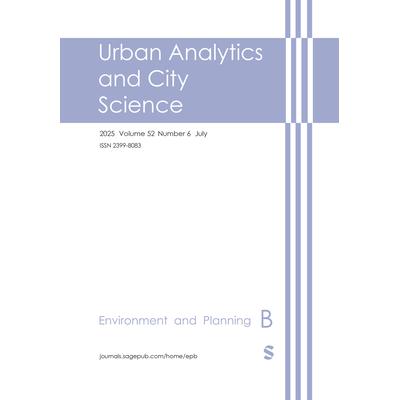 Urban Analytics
and City
Science
2025 Volume 52 Number 6 July
ISSN 2399-8083
Environment and Planning B
S
journals.sagepub.com/home/epb